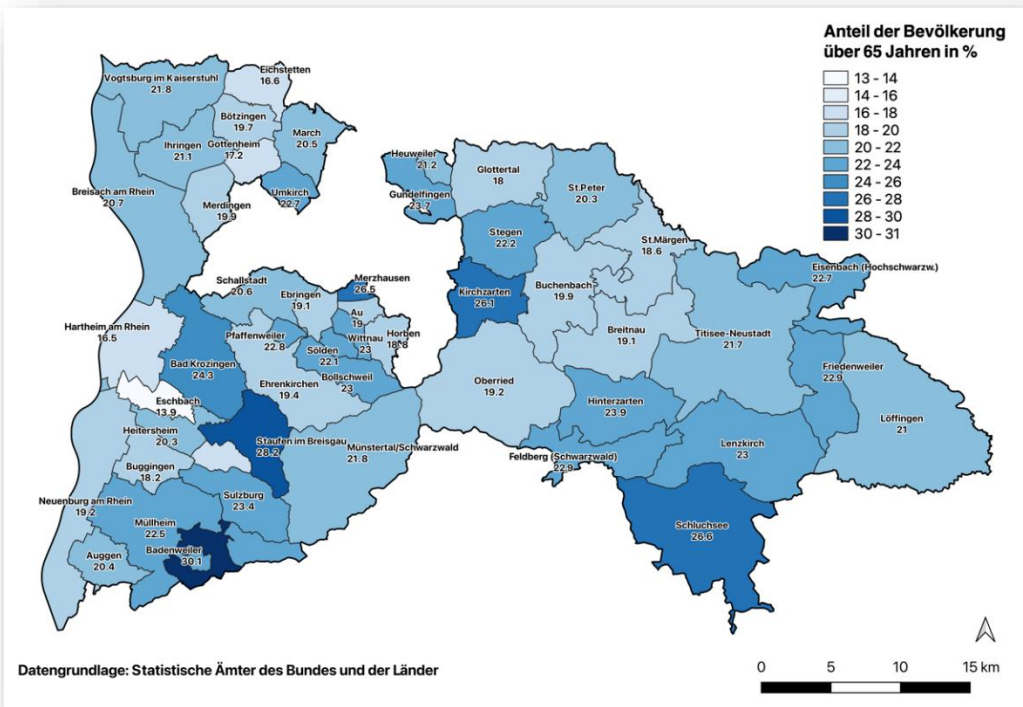 Anteil der Bevölkerung
über 65 Jahren in %
13 - 14
14 - 16
16 - 18
18 - 20
20 - 22
22 - 24
24 - 26
26 - 28
28 - 30
30 - 31
Vogtsburg im Kaiserstuhl
21.8
Eichstetten
16.6
Bötzingen
19.7
March
20.5
Ihringen
21.1
Gottenheim
17.2
Breisach am Rhein
20.7
Merdingen
19.9
Umkirch
22.7
Heuweiler
21.2
Gundelfingen
23.7
Glottertal
18
St.Peter
20.3
Stegen
22.2
St.Märgen
18.6
Eisenbach (Hochschwarzw.)
22.7
Kirchzarten
26.1
Buchenbach
19.9
Breitnau
19.1
Titisee-Neustadt
21.7
Schallstadt
20.6
Ebringen
19.1
Merzhausen
26.5
Au
19
Wittnau
23
Horben
18.8
Hartheim am Rhein
16.5
Pfaffenweiler
22.8
Sölden
22.1
Bollschweil
23
Bad Krozingen
24.3
Ehrenkirchen
19.4
Oberried
19.2
Hinterzarten
23.9
Friedenweiler
22.9
Löffingen
21
Eschbach
13.9
Heitersheim
20.3
Staufen im Breisgau
28.2
Münstertal/Schwarzwald
21.8
Feldberg (Schwarzwald)
22.9
Lenzkirch
23
Buggingen
18.2
Sulzburg
23.4
Neuenburg am Rhein
19.2
Müllheim
22.5
Badenweiler
30.1
Auggen
20.4
Schluchsee
26.6
Datengrundlage: Statistische Ämter des Bundes und der Länder
0 5 10 15 km